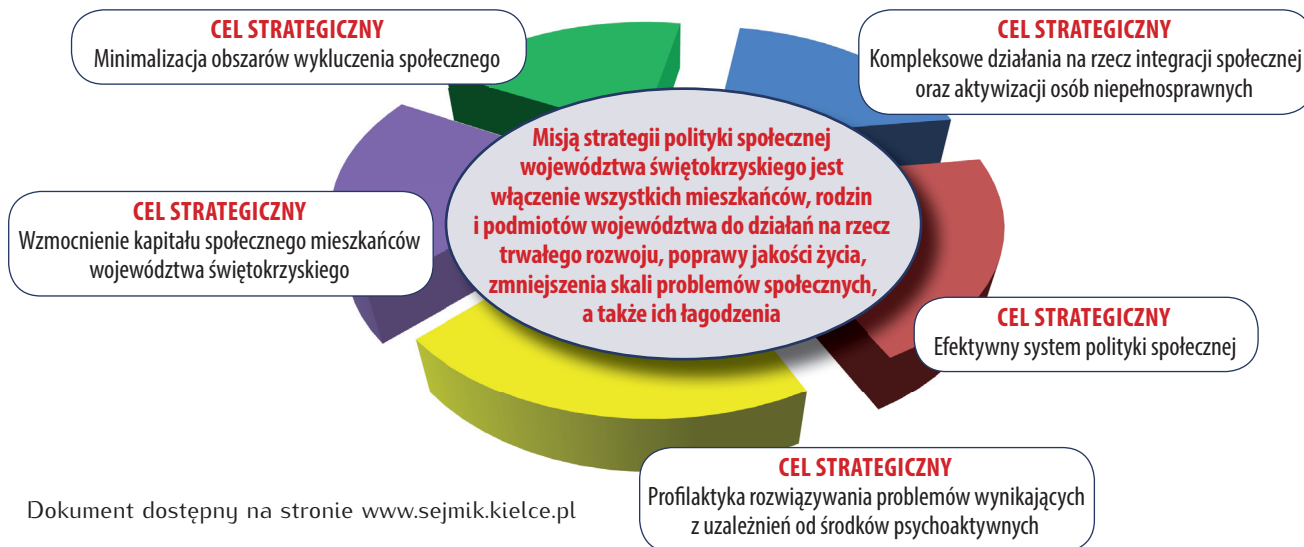 CEL STRATEGICZNY
Minimalizacja obszarów wykluczenia społecznego
CEL STRATEGICZNY
Kompleksowe działania na rzecz integracji społecznej
oraz aktywizacji osób niepełnosprawnych
Misją strategii polityki społecznej
województwa świętokrzyskiego jest
włączenie wszystkich mieszkańców, rodzin
i podmiotów województwa do działań na rzecz
trwałego rozwoju, poprawy jakości życia,
zmniejszenia skali problemów społecznych,
a także ich łagodzenia
CEL STRATEGICZNY
Wzmocnienie kapitału społecznego mieszkańców
województwa świętokrzyskiego
CEL STRATEGICZNY
Efektywny system polityki społecznej
CEL STRATEGICZNY
Profilaktyka rozwiązywania problemów wynikających
z uzależnień od środków psychoaktywnych
Dokument dostępny na stronie www.sejmik.kielce.pl